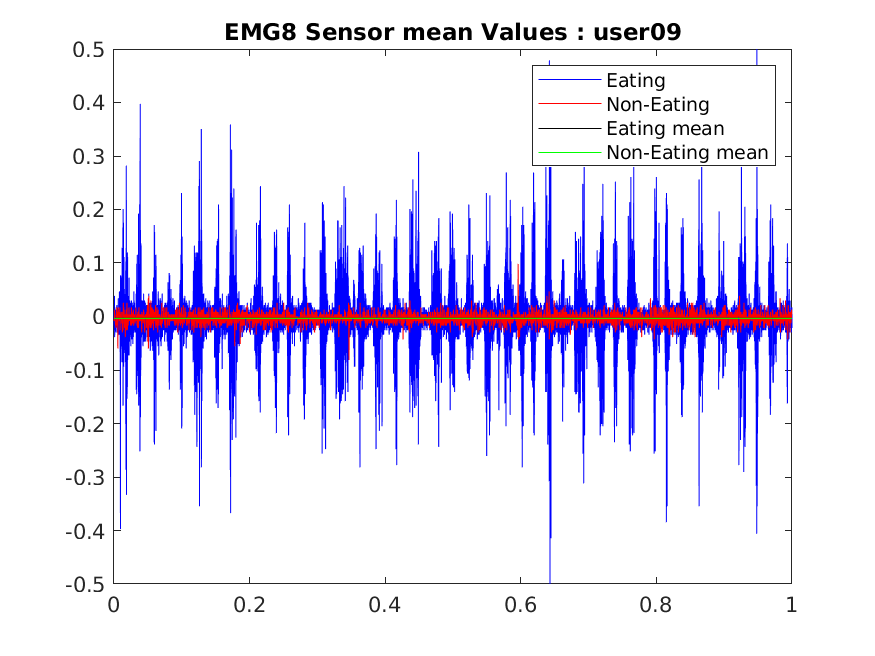 EMG8 Sensor mean Values : user09
0.5
0.4
0.3
0.2
0.1
0
-0.1
-0.2
-0.3
-0.4
-0.5
Eating
Non-Eating
Eating mean
Non-Eating mean
0 0.2 0.4 0.6 0.8 1